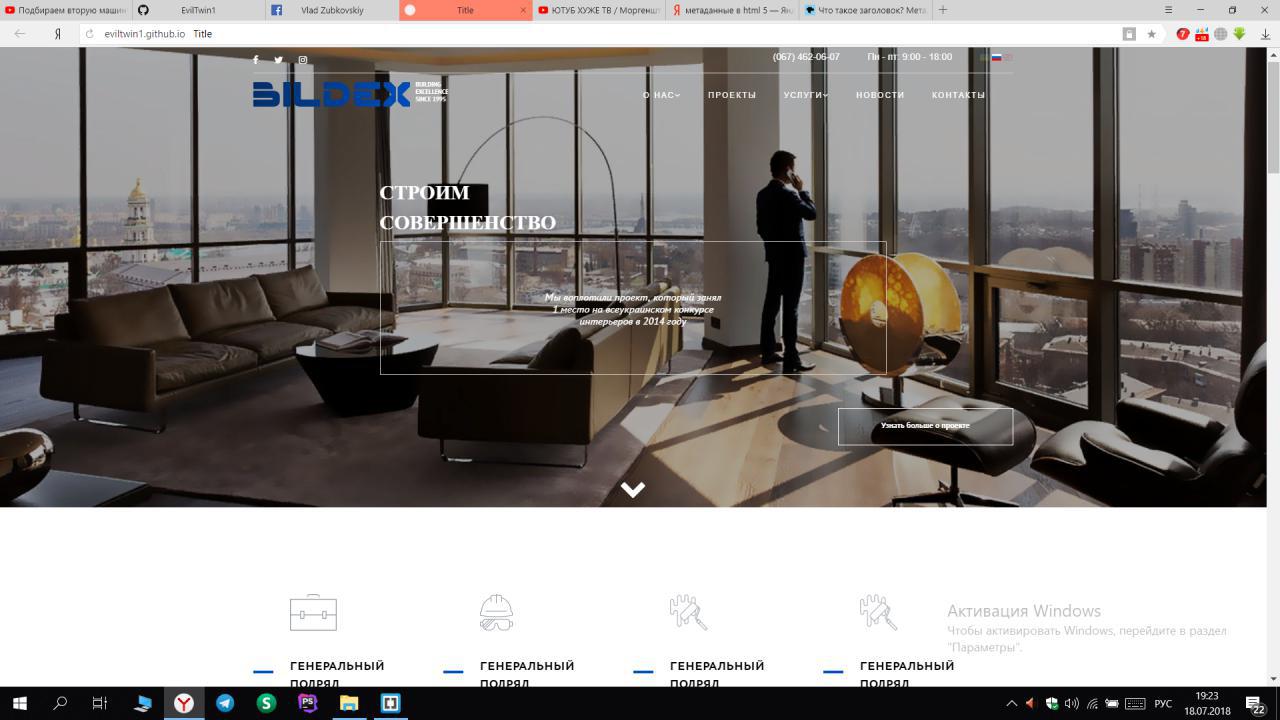 Подбираем вторую машин
EvilTwin1
Vlad Zubkovskiy
Title
ЮТУБ ХУЖЕ ТВ / Моргеншт
метаданные в html 5 — Ян
Что такое заголовок? Мета
eviltwin1.github.io Title
7
+18
(067) 462-06-07 Пн - пт: 9:00 - 18:00
BILDEX
BUILDING
EXCELLENCE
SINCE 1995
О НАС ПРОЕКТЫ УСЛУГИ НОВОСТИ КОНТАКТЫ
СТРОИМ
СОВЕРШЕНСТВО
Мы воплотили проект, который занял
1 место на всеукраинском конкурсе
интерьеров в 2014 году
Узнать больше о проекте
Активация Windows
Чтобы активировать Windows, перейдите в раздел
"Параметры".
ГЕНЕРАЛЬНЫЙ ГЕНЕРАЛЬНЫЙ ГЕНЕРАЛЬНЫЙ ГЕНЕРАЛЬНЫЙ
ПОДРЯД ПОДРЯД ПОДРЯД ПОДРЯД
РУС
19:23
18.07.2018
22